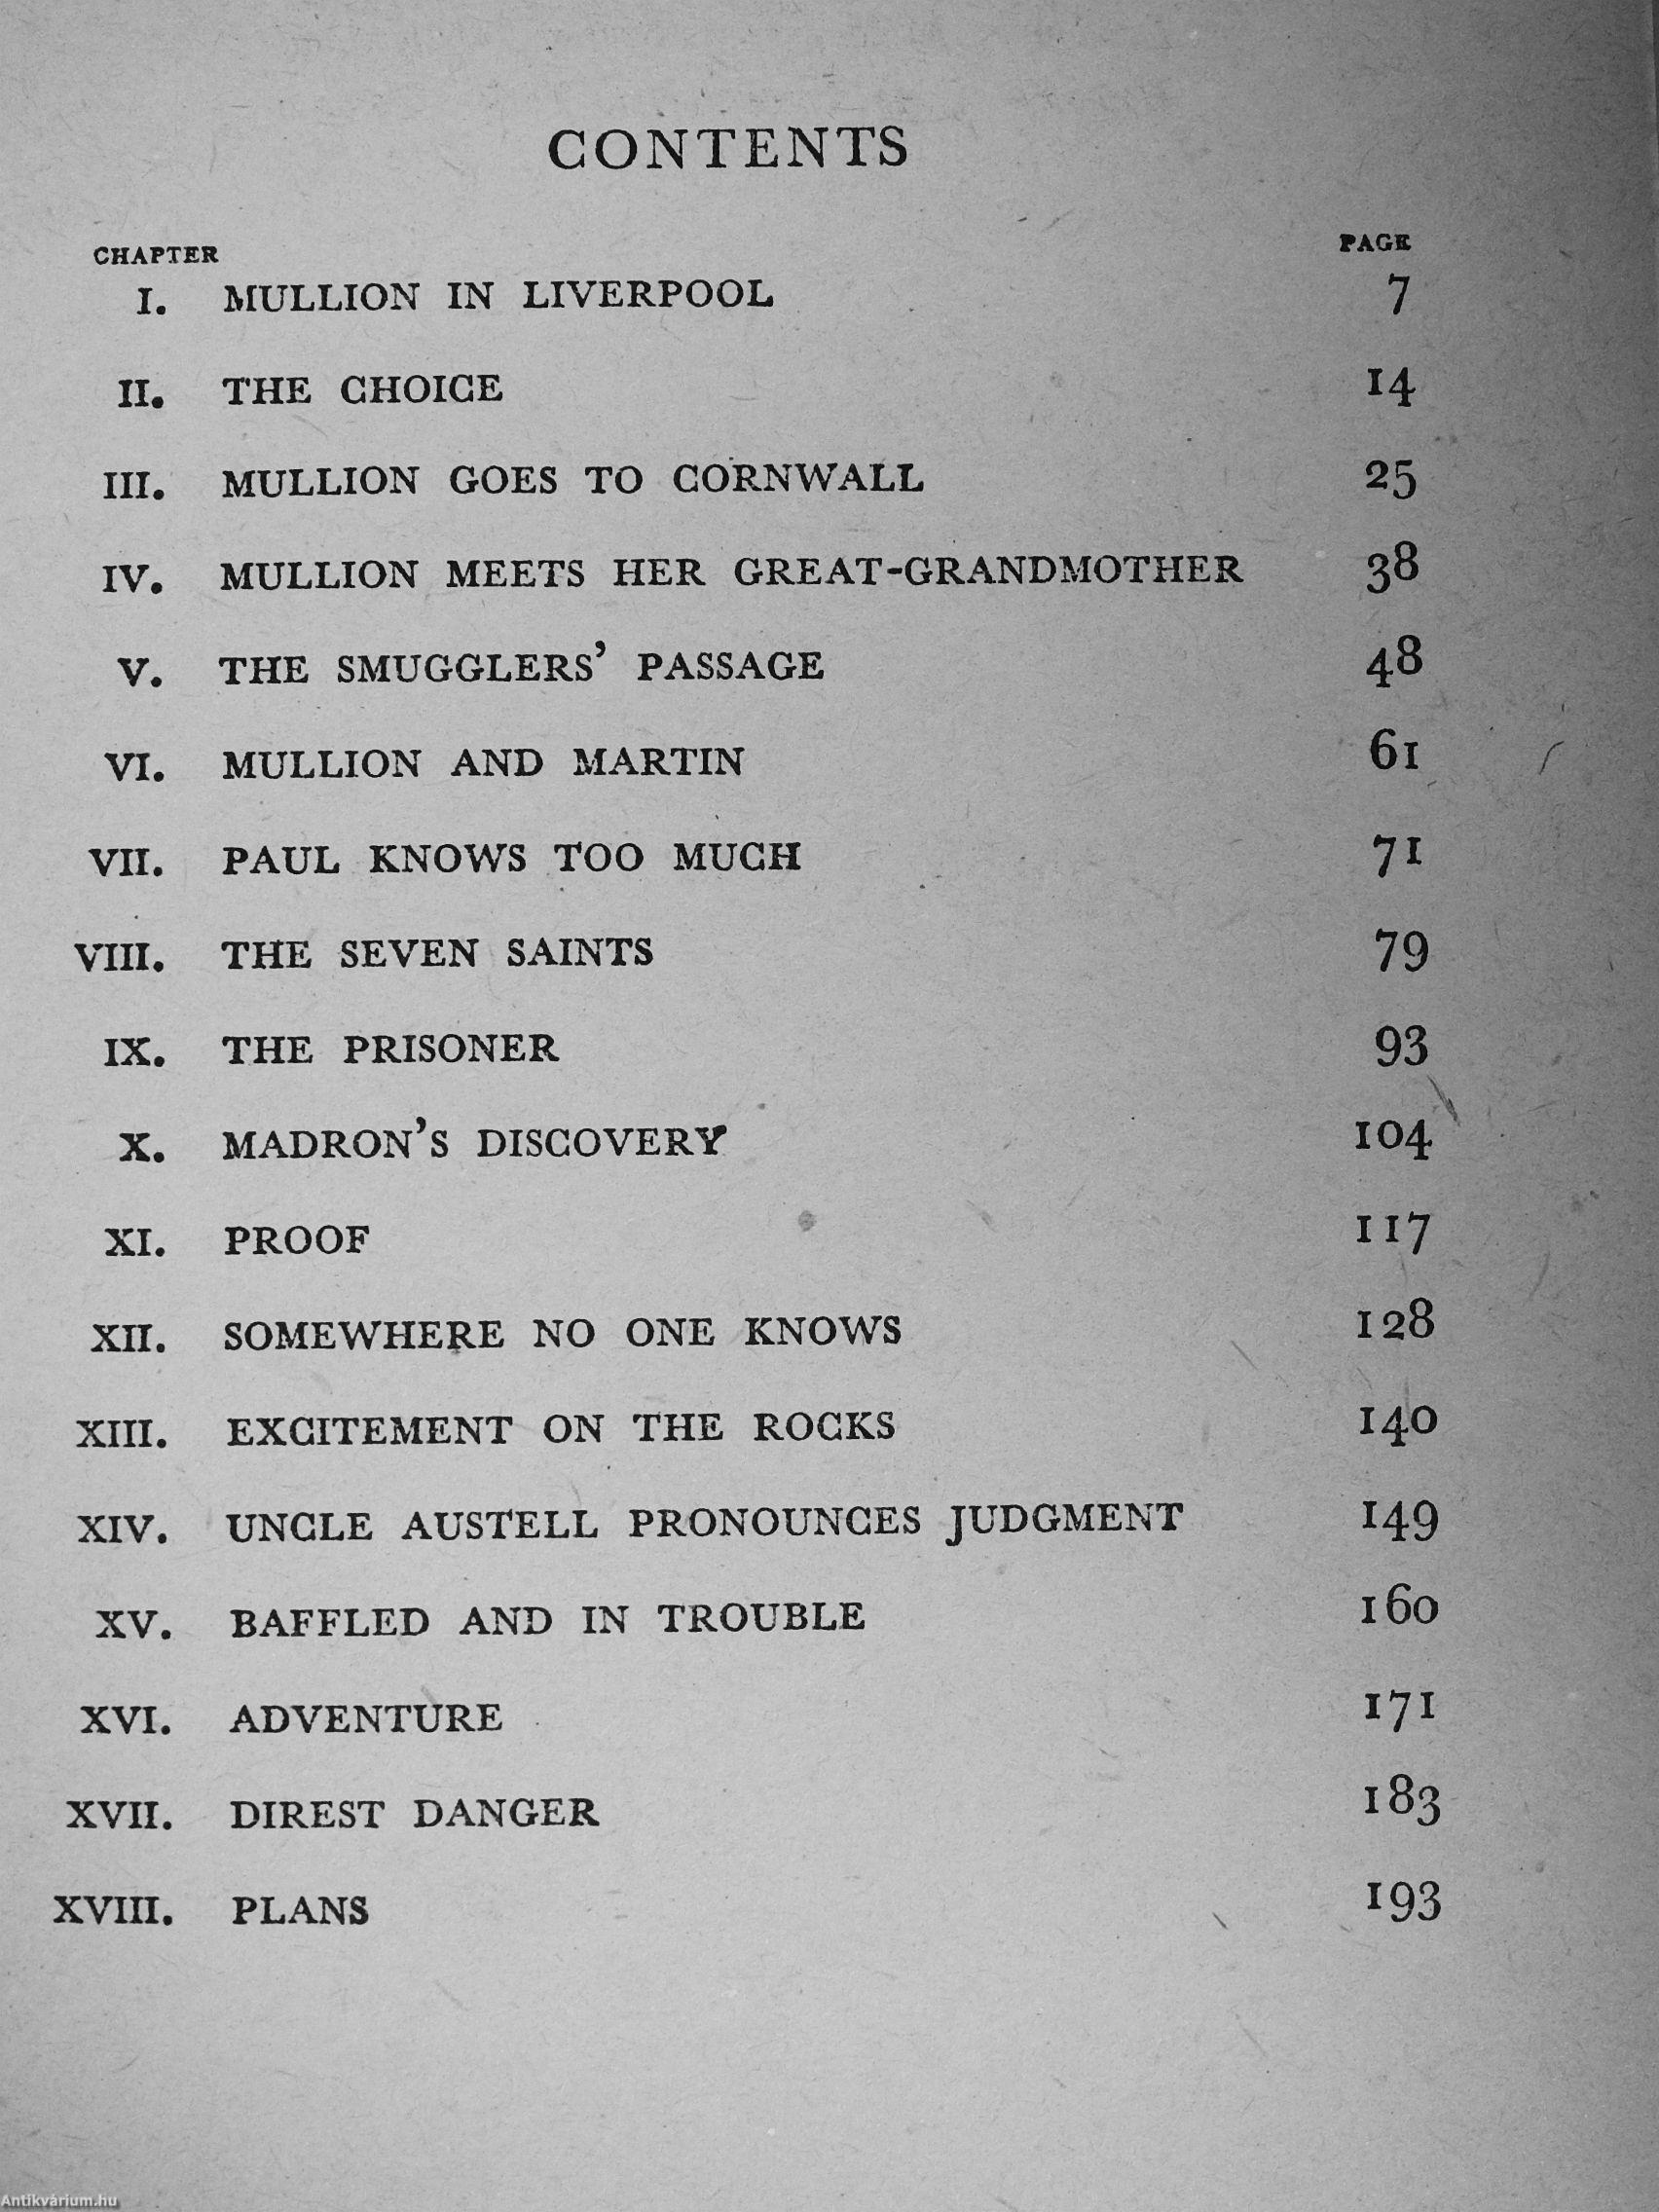 CONTENTS
CHAPTER PAGE
I. MULLION IN LIVERPOOL 7
II. THE CHOICE 14
III. MULLION GOES TO CORNWALL 25
IV. MULLION MEETS HER GREAT-GRANDMOTHER 38
V. THE SMUGGLERS' PASSAGE 48
VI. MULLION AND MARTIN 61
VII. PAUL KNOWS TOO MUCH 71
VIII. THE SEVEN SAINTS 79
IX. THE PRISONER 93
X. MADRON'S DISCOVERY 104
XI. PROOF 117
XII. SOMEWHERE NO ONE KNOWS 128
XIII. EXCITEMENT ON THE ROCKS 140
XIV. UNCLE AUSTELL PRONOUNCES JUDGMENT 149
XV. BAFFLED AND IN TROUBLE 160
XVI. ADVENTURE 171
XVII. DIREST DANGER 183
XVIII. PLANS 193
Antikvárium.hu